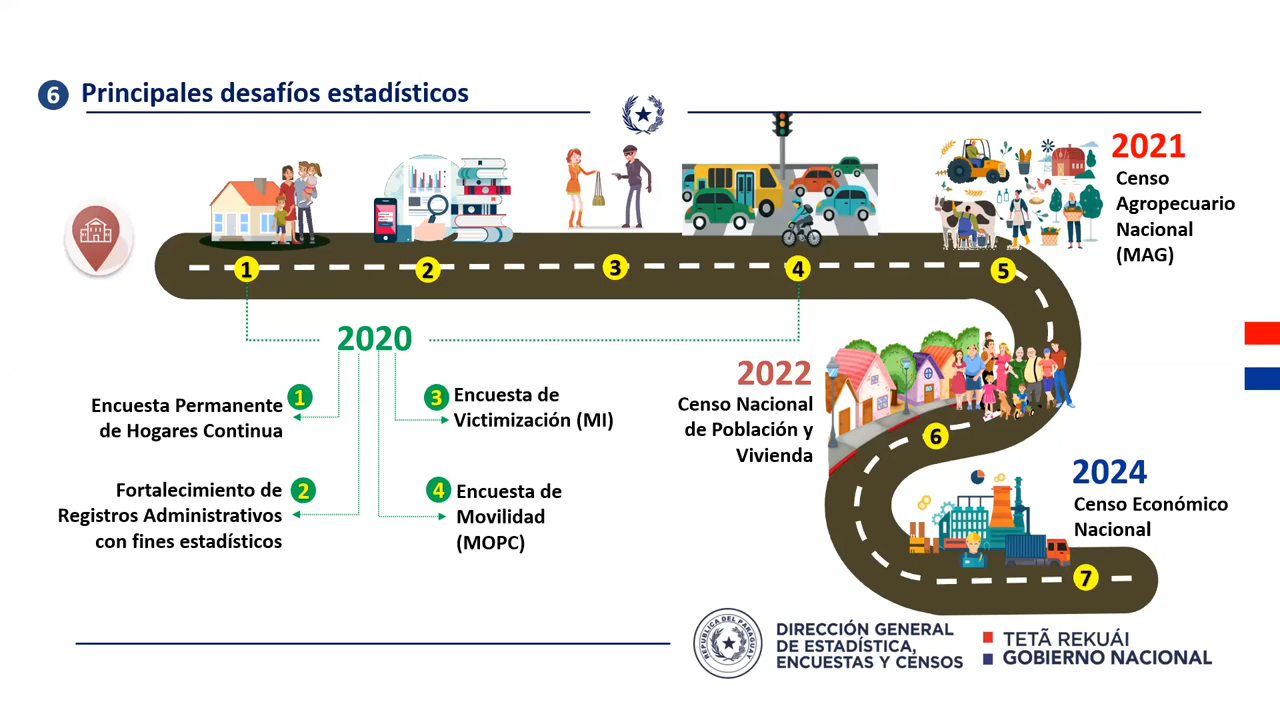 6 Principales desafíos estadísticos
1
2
3
4
5
2021
Censo
Agropecuario
Nacional
(MAG)
2020
1
Encuesta Permanente
de Hogares Continua
2
Fortalecimiento de
Registros Administrativos
con fines estadísticos
3
Encuesta de
Victimización (MI)
4
Encuesta de
Movilidad
(MOPC)
2022
Censo Nacional
de Población y
Vivienda
6
2024
Censo Económico
Nacional
7
REPUBLICA DEL PARAGUAY
DIRECCIÓN GENERAL
DE ESTADÍSTICA,
ENCUESTAS Y CENSOS
TETÃ REKUÁI
GOBIERNO NACIONAL